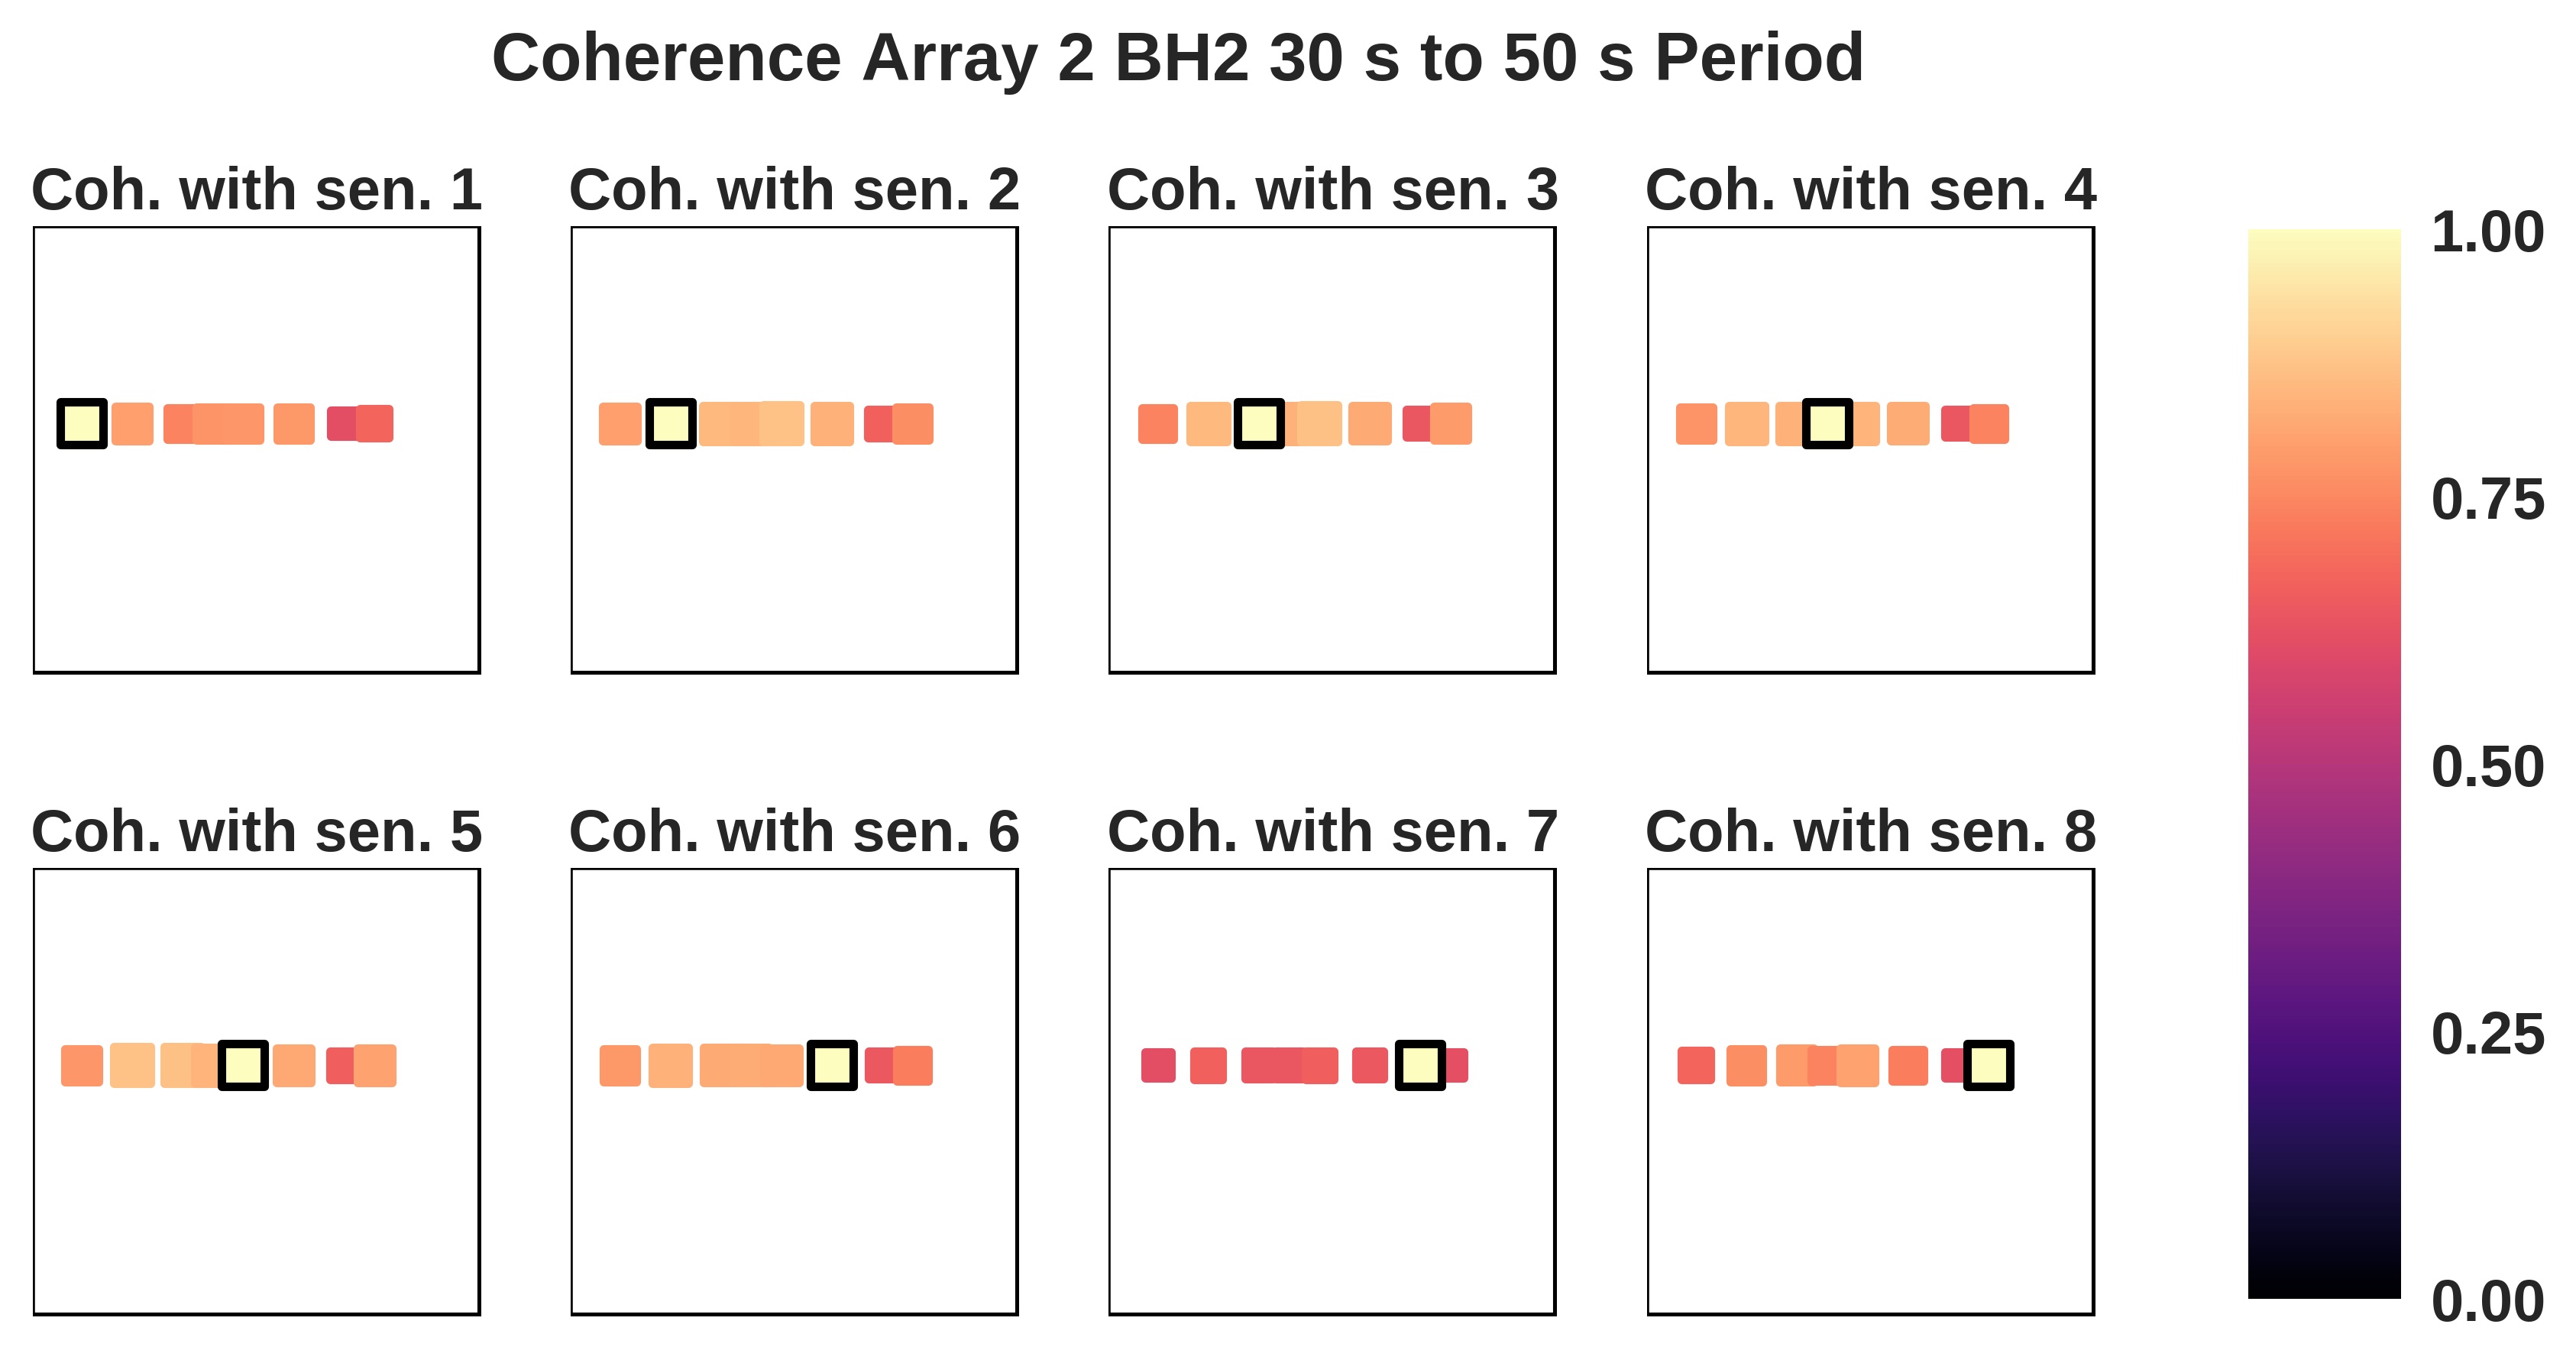 Coherence Array 2 BH2 30 s to 50 s Period
Coh. with sen. 1
Coh. with sen. 2
Coh. with sen. 3
Coh. with sen. 4
1.00
0.75
0.50
0.25
0.00
Coh. with sen. 5
Coh. with sen. 6
Coh. with sen. 7
Coh. with sen. 8